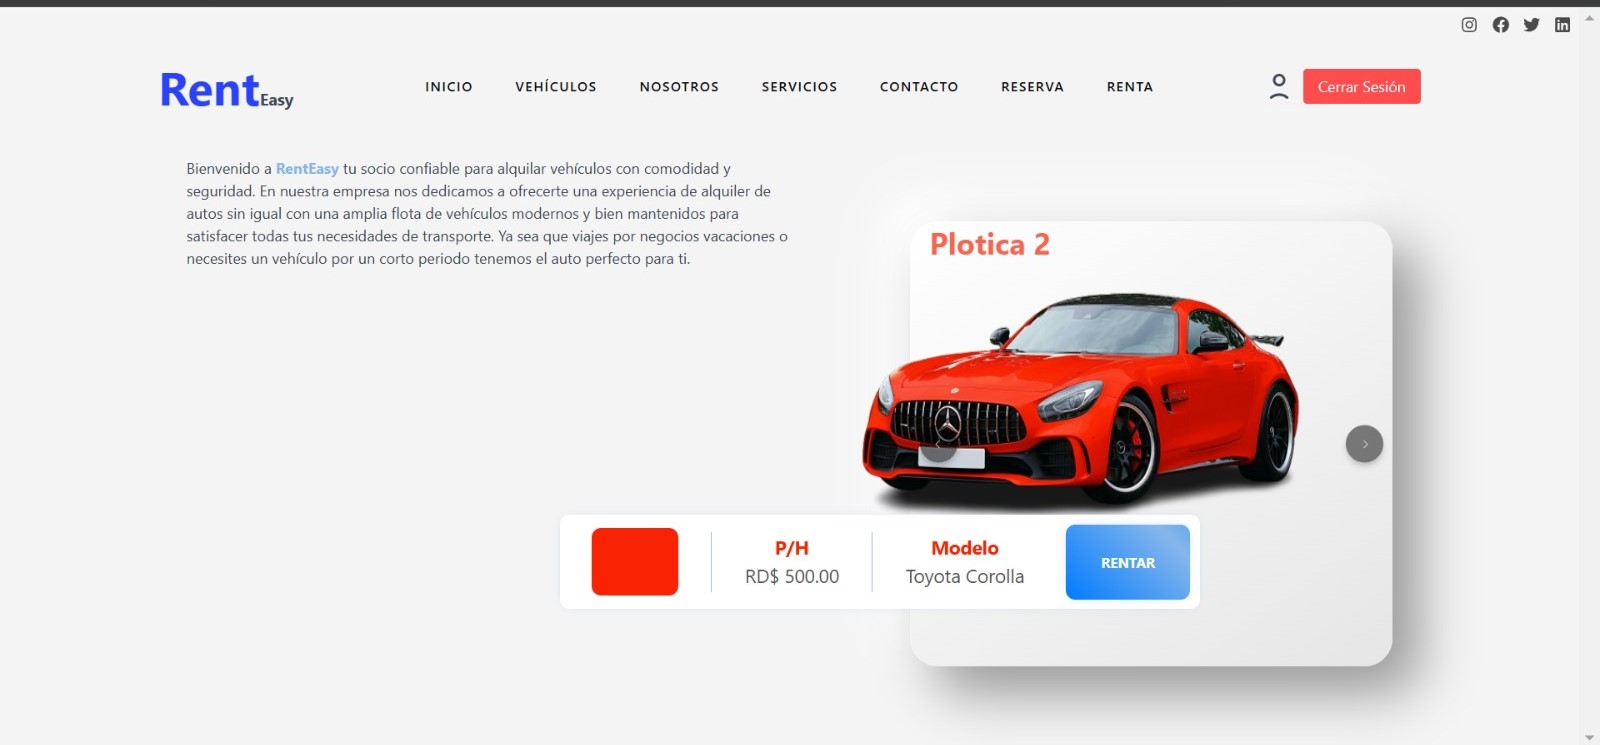 Rent Easy
INICIO VEHÍCULOS NOSOTROS SERVICIOS CONTACTO RESERVA RENTA
Cerrar Sesión
Bienvenido a RentEasy tu socio confiable para alquilar vehículos con comodidad y
seguridad. En nuestra empresa nos dedicamos a ofrecerte una experiencia de alquiler de
autos sin igual con una amplia flota de vehículos modernos y bien mantenidos para
satisfacer todas tus necesidades de transporte. Ya sea que viajes por negocios vacaciones o
necesites un vehículo por un corto periodo tenemos el auto perfecto para ti.
Plotica 2
P/H
RD$ 500.00
Modelo
Toyota Corolla
RENTAR